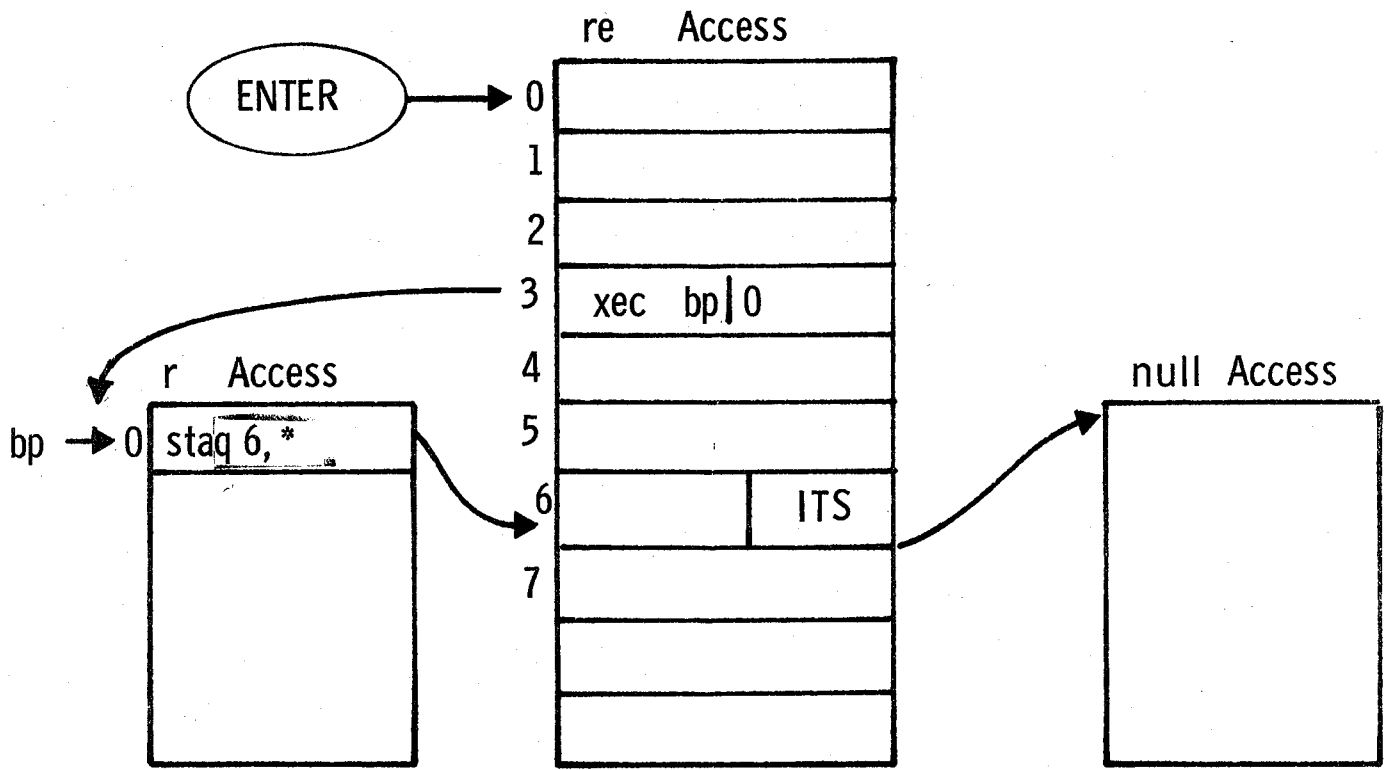 re Access
ENTER
0
1
2
3 xec bp|0
4
5
6 ITS
7
r Access
bp 0 staq 6,*
null Access